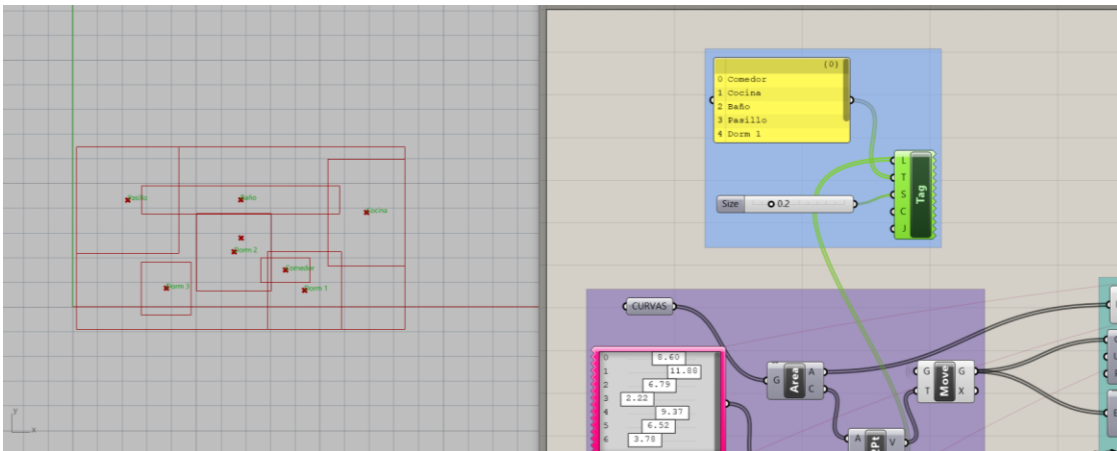 {0}
0 Comedor
1 Cocina
2 Baño
3 Pasillo
4 Dorm 1
L
T
S
C
J
Tag
Size
0.2
Pasillo
Baño
Cocina
Dorm 2
Comedor
Dorm 3
Dorm 1
CURVAS
0 8.60
1 11.88
2 6.79
3 2.22
4 9.37
5 6.52
6 3.78
G
Area
A
C
G
T
Move
G
X
A
2Pt
V
y
x